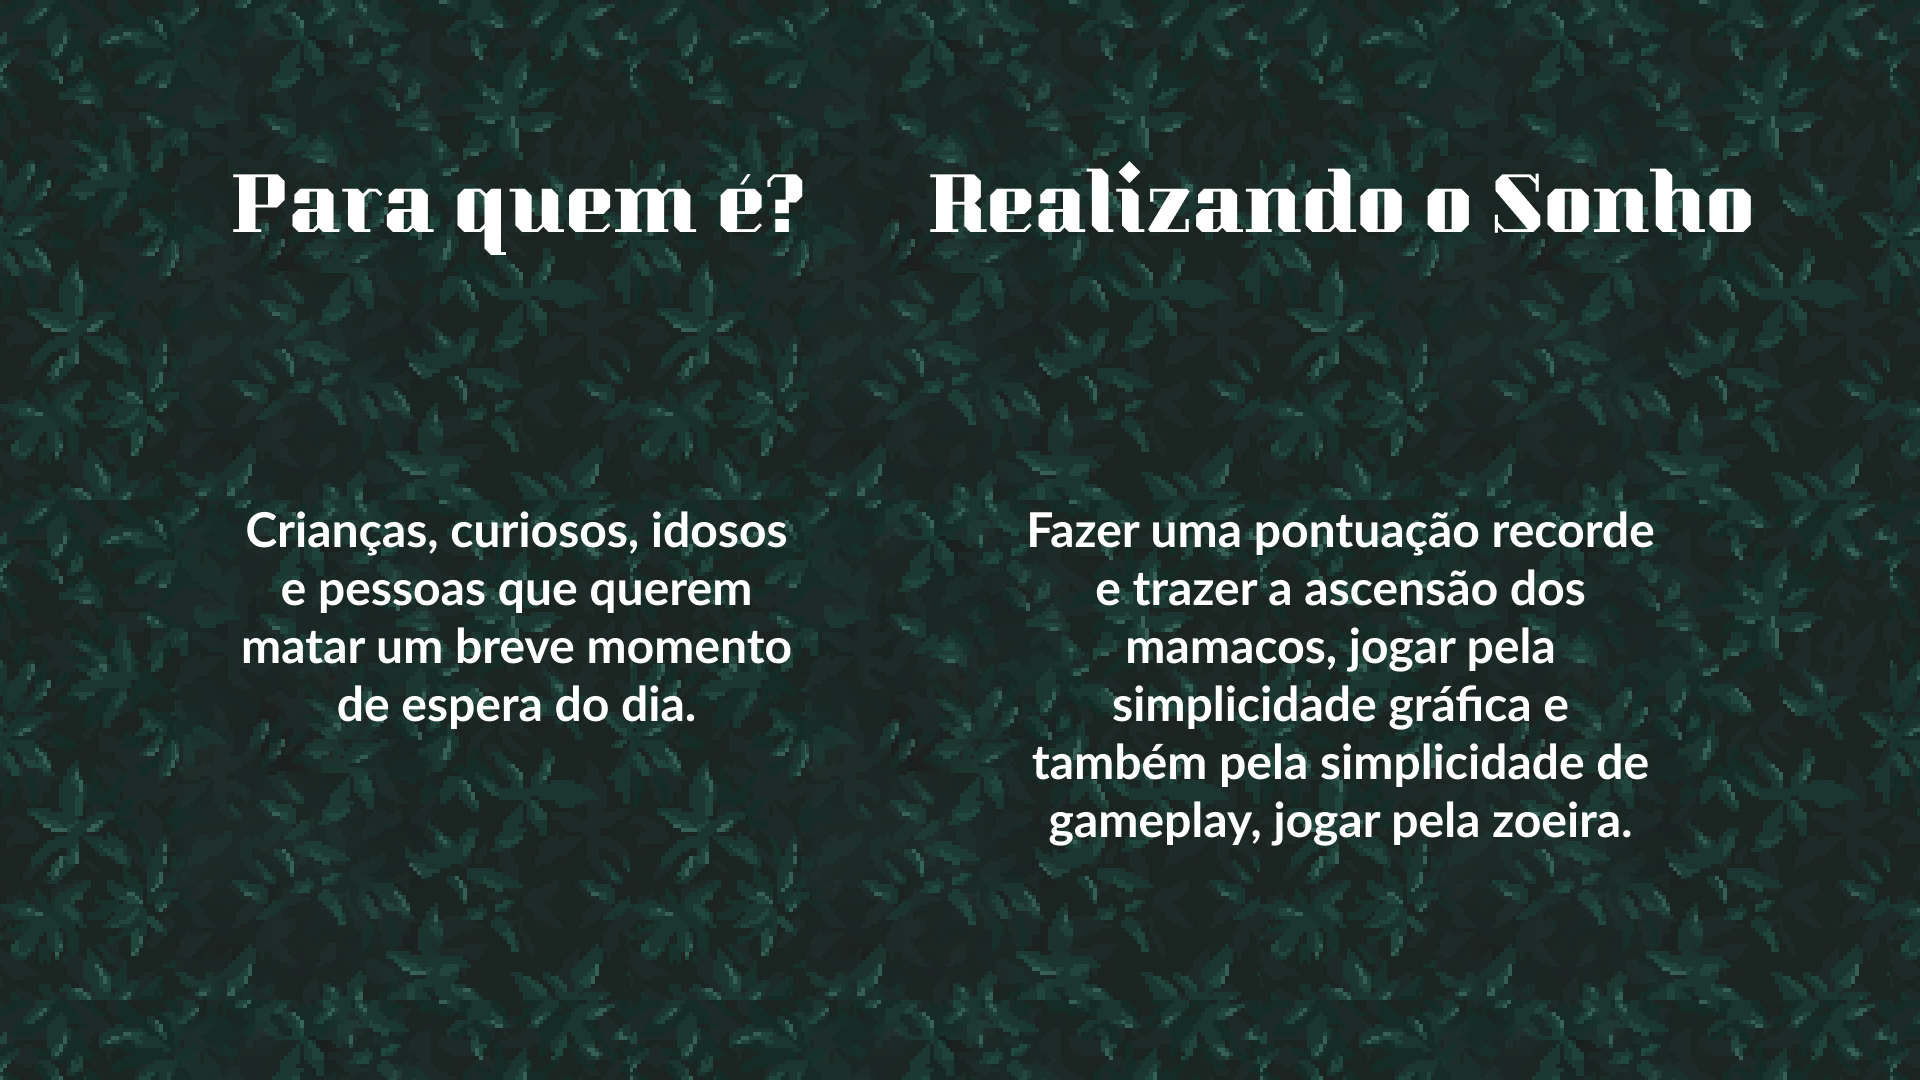 Para quem é?
Crianças, curiosos, idosos
e pessoas que querem
matar um breve momento
de espera do dia.
Realizando o Sonho
Fazer uma pontuação recorde
e trazer a ascensão dos
mamacos, jogar pela
simplicidade gráfica e
também pela simplicidade de
gameplay, jogar pela zoeira.